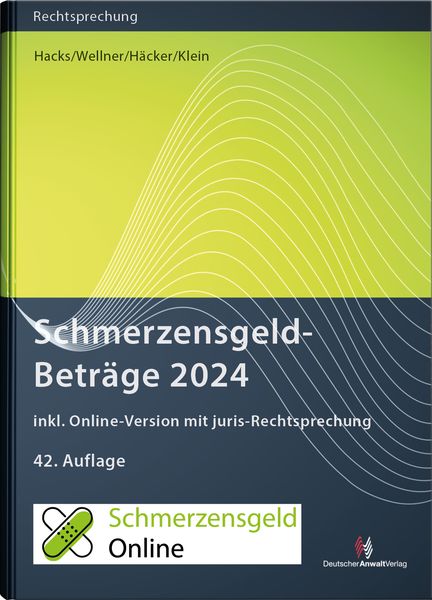 Rechtsprechung
Hacks/Wellner/Häcker/Klein
Schmerzensgeld-
Beträge 2024
inkl. Online-Version mit juris-Rechtsprechung
42. Auflage
Schmerzensgeld
Online
DeutscherAnwaltVerlag